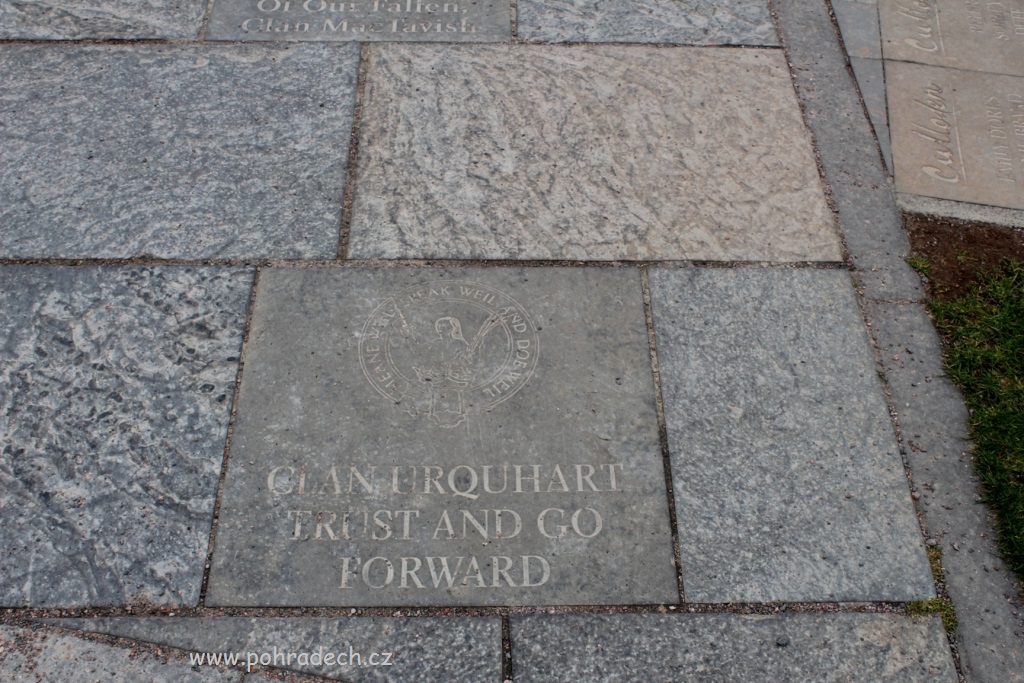 Of Our Fallen,
Clan MacTavish.
Culloden
Culloden
MEANE WEIL SPEAK WEIL AND DOE WEIL
CLAN URQUHART
TRUST AND GO
FORWARD
www.pohradech.cz